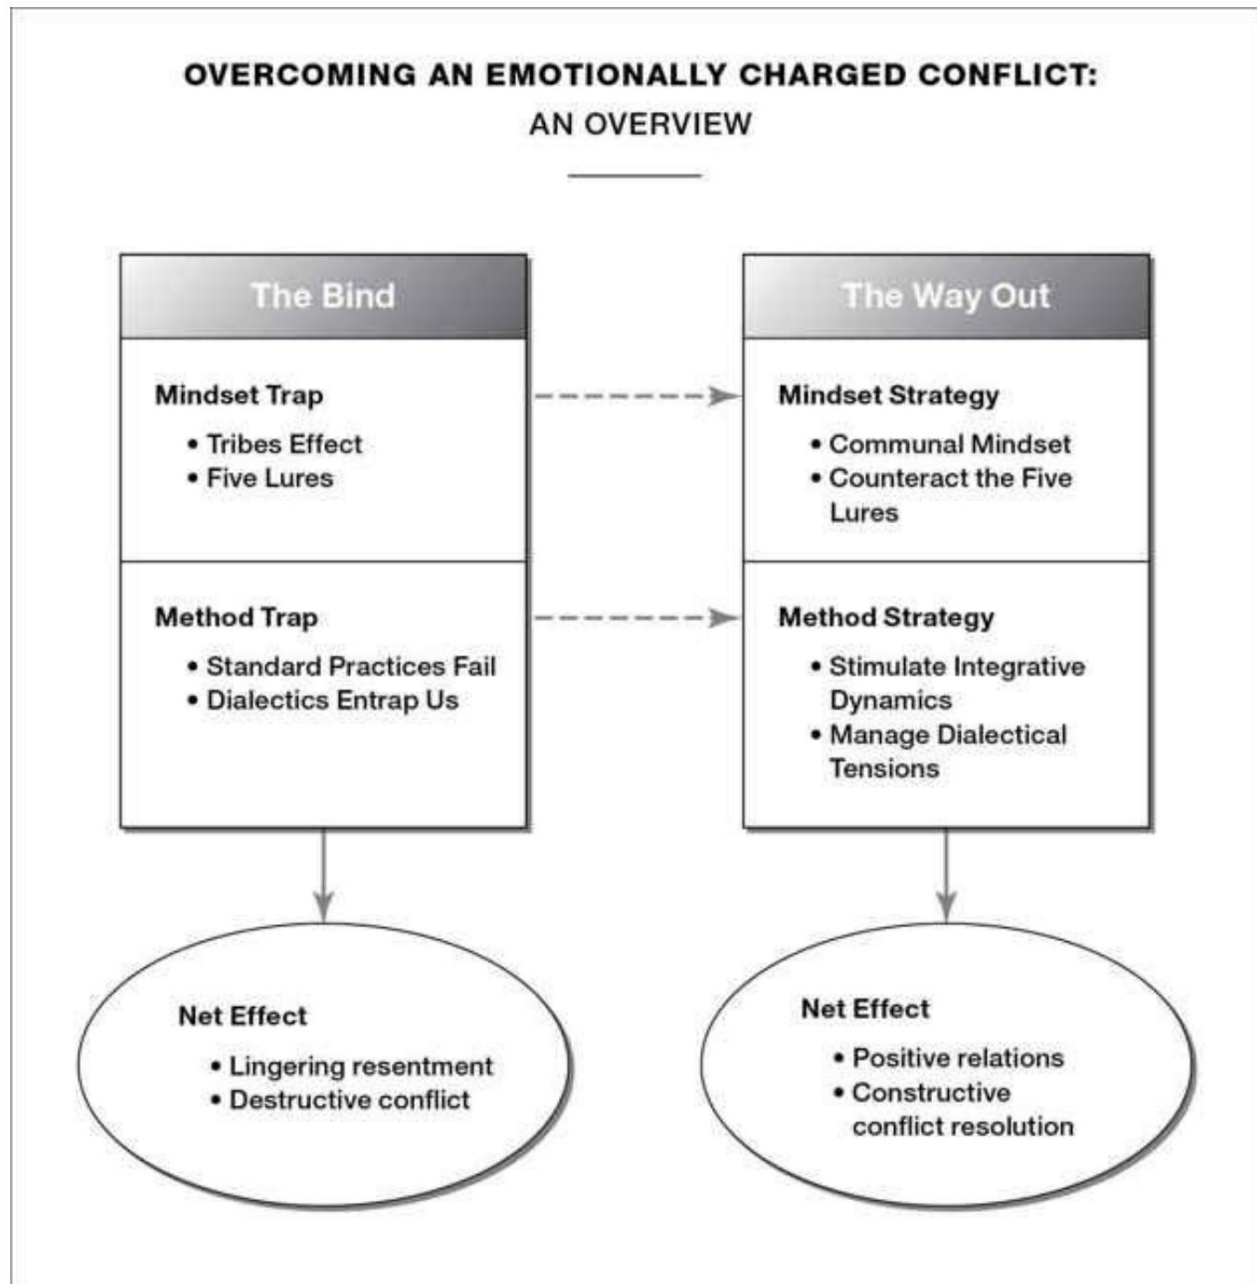 OVERCOMING AN EMOTIONALLY CHARGED CONFLICT:
AN OVERVIEW
The Bind
Mindset Trap
• Tribes Effect
• Five Lures
Method Trap
• Standard Practices Fail
• Dialectics Entrap Us
Net Effect
• Lingering resentment
• Destructive conflict
The Way Out
Mindset Strategy
• Communal Mindset
• Counteract the Five
Lures
Method Strategy
• Stimulate Integrative
Dynamics
• Manage Dialectical
Tensions
Net Effect
• Positive relations
• Constructive
conflict resolution